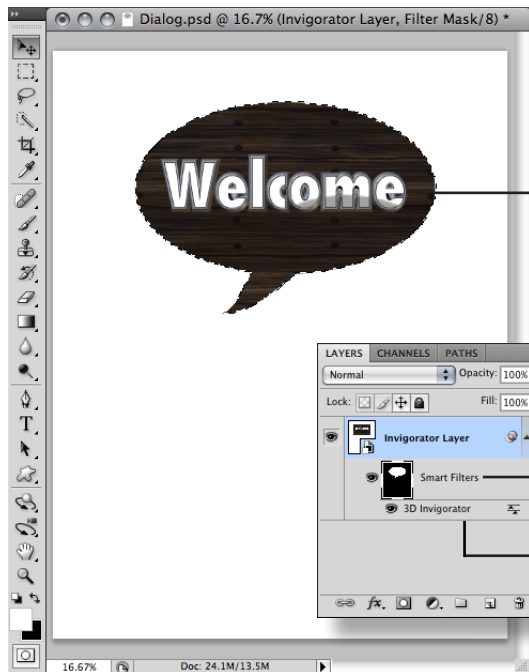 Dialog.psd @ 16.7% (Invigorator Layer, Filter Mask/8) *
Welcome
LAYERS CHANNELS PATHS
Normal Opacity: 100%
Lock: Fill: 100%
Invigorator Layer
Smart Filters
3D Invigorator
fx.
T
16.67% Doc: 24.1M/13.5M